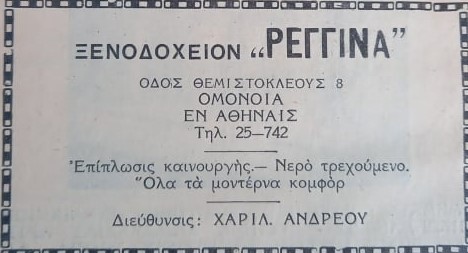 ΞΕΝΟΔΟΧΕΙΟΝ „ΡΕΓΓΙΝΑ”
ΟΔΟΣ ΘΕΜΙΣΤΟΚΛΕΟΥΣ 8
ΟΜΟΝΟΙΑ
ΕΝ ΑΘΗΝΑΙΣ
Τηλ. 25—742
Ἐπίπλωσις καινουργής.— Νερὸ τρεχούμενο.
Ὅλα τὰ μοντέρνα κομφόρ
Διεύθυνσις: ΧΑΡΙΛ. ΑΝΔΡΕΟΥ